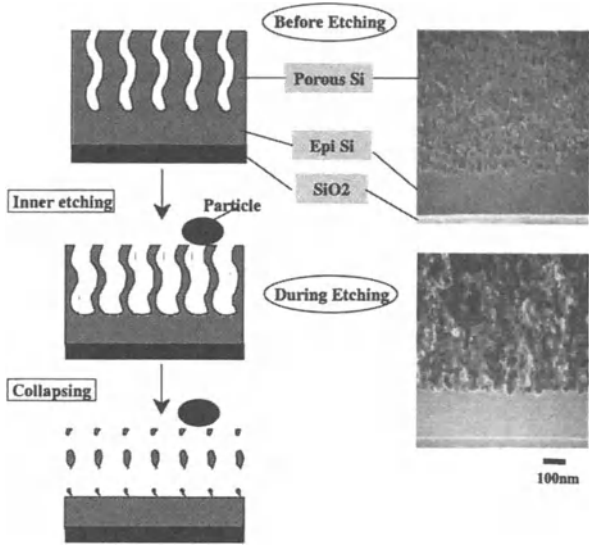 Before Etching
Porous Si
Epi Si
SiO2
Inner etching
Particle
During Etching
Collapsing
100nm